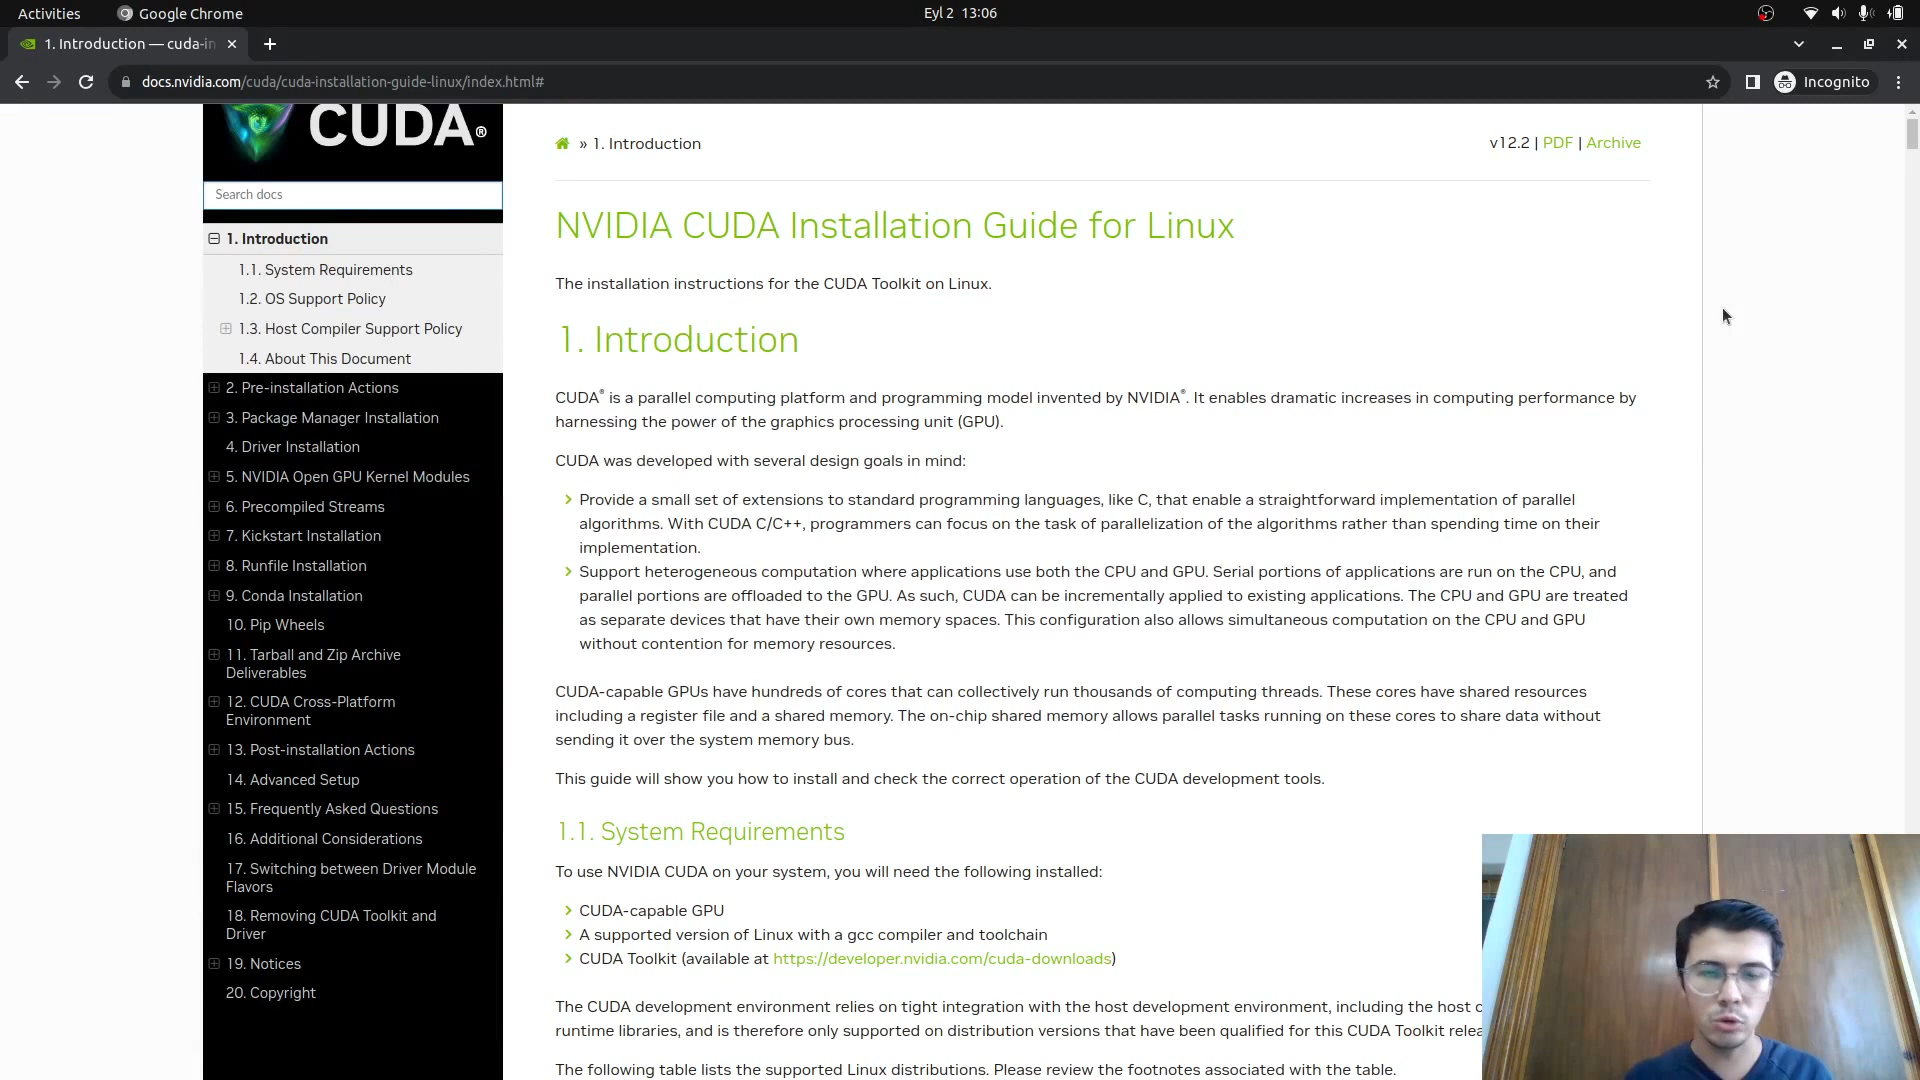 Activities
Google Chrome
Eyl 2 13:06
1. Introduction — cuda-in
docs.nvidia.com/cuda/cuda-installation-guide-linux/index.html#
Incognito
CUDA®
Search docs
1. Introduction
1.1. System Requirements
1.2. OS Support Policy
1.3. Host Compiler Support Policy
1.4. About This Document
2. Pre-installation Actions
3. Package Manager Installation
4. Driver Installation
5. NVIDIA Open GPU Kernel Modules
6. Precompiled Streams
7. Kickstart Installation
8. Runfile Installation
9. Conda Installation
10. Pip Wheels
11. Tarball and Zip Archive
Deliverables
12. CUDA Cross-Platform
Environment
13. Post-installation Actions
14. Advanced Setup
15. Frequently Asked Questions
16. Additional Considerations
17. Switching between Driver Module
Flavors
18. Removing CUDA Toolkit and
Driver
19. Notices
20. Copyright
» 1. Introduction
v12.2 | PDF | Archive
NVIDIA CUDA Installation Guide for Linux
The installation instructions for the CUDA Toolkit on Linux.
1. Introduction
CUDA® is a parallel computing platform and programming model invented by NVIDIA®. It enables dramatic increases in computing performance by
harnessing the power of the graphics processing unit (GPU).
CUDA was developed with several design goals in mind:
Provide a small set of extensions to standard programming languages, like C, that enable a straightforward implementation of parallel
algorithms. With CUDA C/C++, programmers can focus on the task of parallelization of the algorithms rather than spending time on their
implementation.
Support heterogeneous computation where applications use both the CPU and GPU. Serial portions of applications are run on the CPU, and
parallel portions are offloaded to the GPU. As such, CUDA can be incrementally applied to existing applications. The CPU and GPU are treated
as separate devices that have their own memory spaces. This configuration also allows simultaneous computation on the CPU and GPU
without contention for memory resources.
CUDA-capable GPUs have hundreds of cores that can collectively run thousands of computing threads. These cores have shared resources
including a register file and a shared memory. The on-chip shared memory allows parallel tasks running on these cores to share data without
sending it over the system memory bus.
This guide will show you how to install and check the correct operation of the CUDA development tools.
1.1. System Requirements
To use NVIDIA CUDA on your system, you will need the following installed:
CUDA-capable GPU
A supported version of Linux with a gcc compiler and toolchain
CUDA Toolkit (available at https://developer.nvidia.com/cuda-downloads)
The CUDA development environment relies on tight integration with the host development environment, including the host c
runtime libraries, and is therefore only supported on distribution versions that have been qualified for this CUDA Toolkit relea
The following table lists the supported Linux distributions. Please review the footnotes associated with the table.